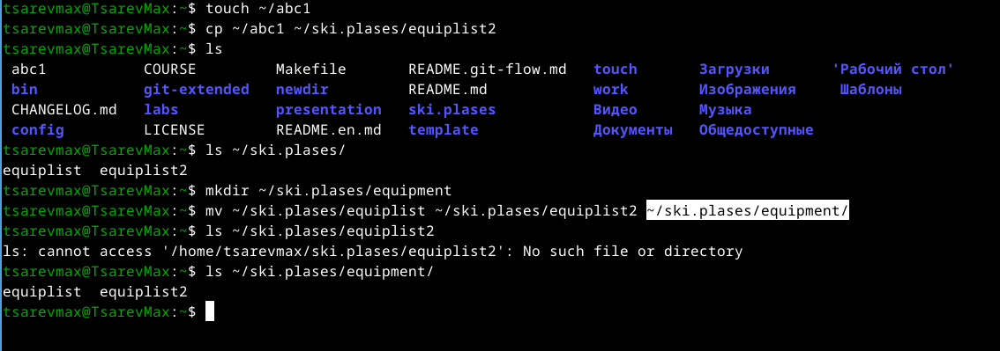 tsarevmax@TsarevMax:~$ touch ~/abc1
tsarevmax@TsarevMax:~$ cp ~/abc1 ~/ski.plases/equiplist2
tsarevmax@TsarevMax:~$ ls
abc1 COURSE Makefile README.git-flow.md touch Загрузки 'Рабочий стол'
bin git-extended newdir README.md work Изображения Шаблоны
CHANGELOG.md labs presentation ski.plases Видео Музыка
config LICENSE README.en.md template Документы Общедоступные
tsarevmax@TsarevMax:~$ ls ~/ski.plases/
equiplist equiplist2
tsarevmax@TsarevMax:~$ mkdir ~/ski.plases/equipment
tsarevmax@TsarevMax:~$ mv ~/ski.plases/equiplist ~/ski.plases/equiplist2 ~/ski.plases/equipment/
tsarevmax@TsarevMax:~$ ls ~/ski.plases/equiplist2
ls: cannot access '/home/tsarevmax/ski.plases/equiplist2': No such file or directory
tsarevmax@TsarevMax:~$ ls ~/ski.plases/equipment/
equiplist equiplist2
tsarevmax@TsarevMax:~$